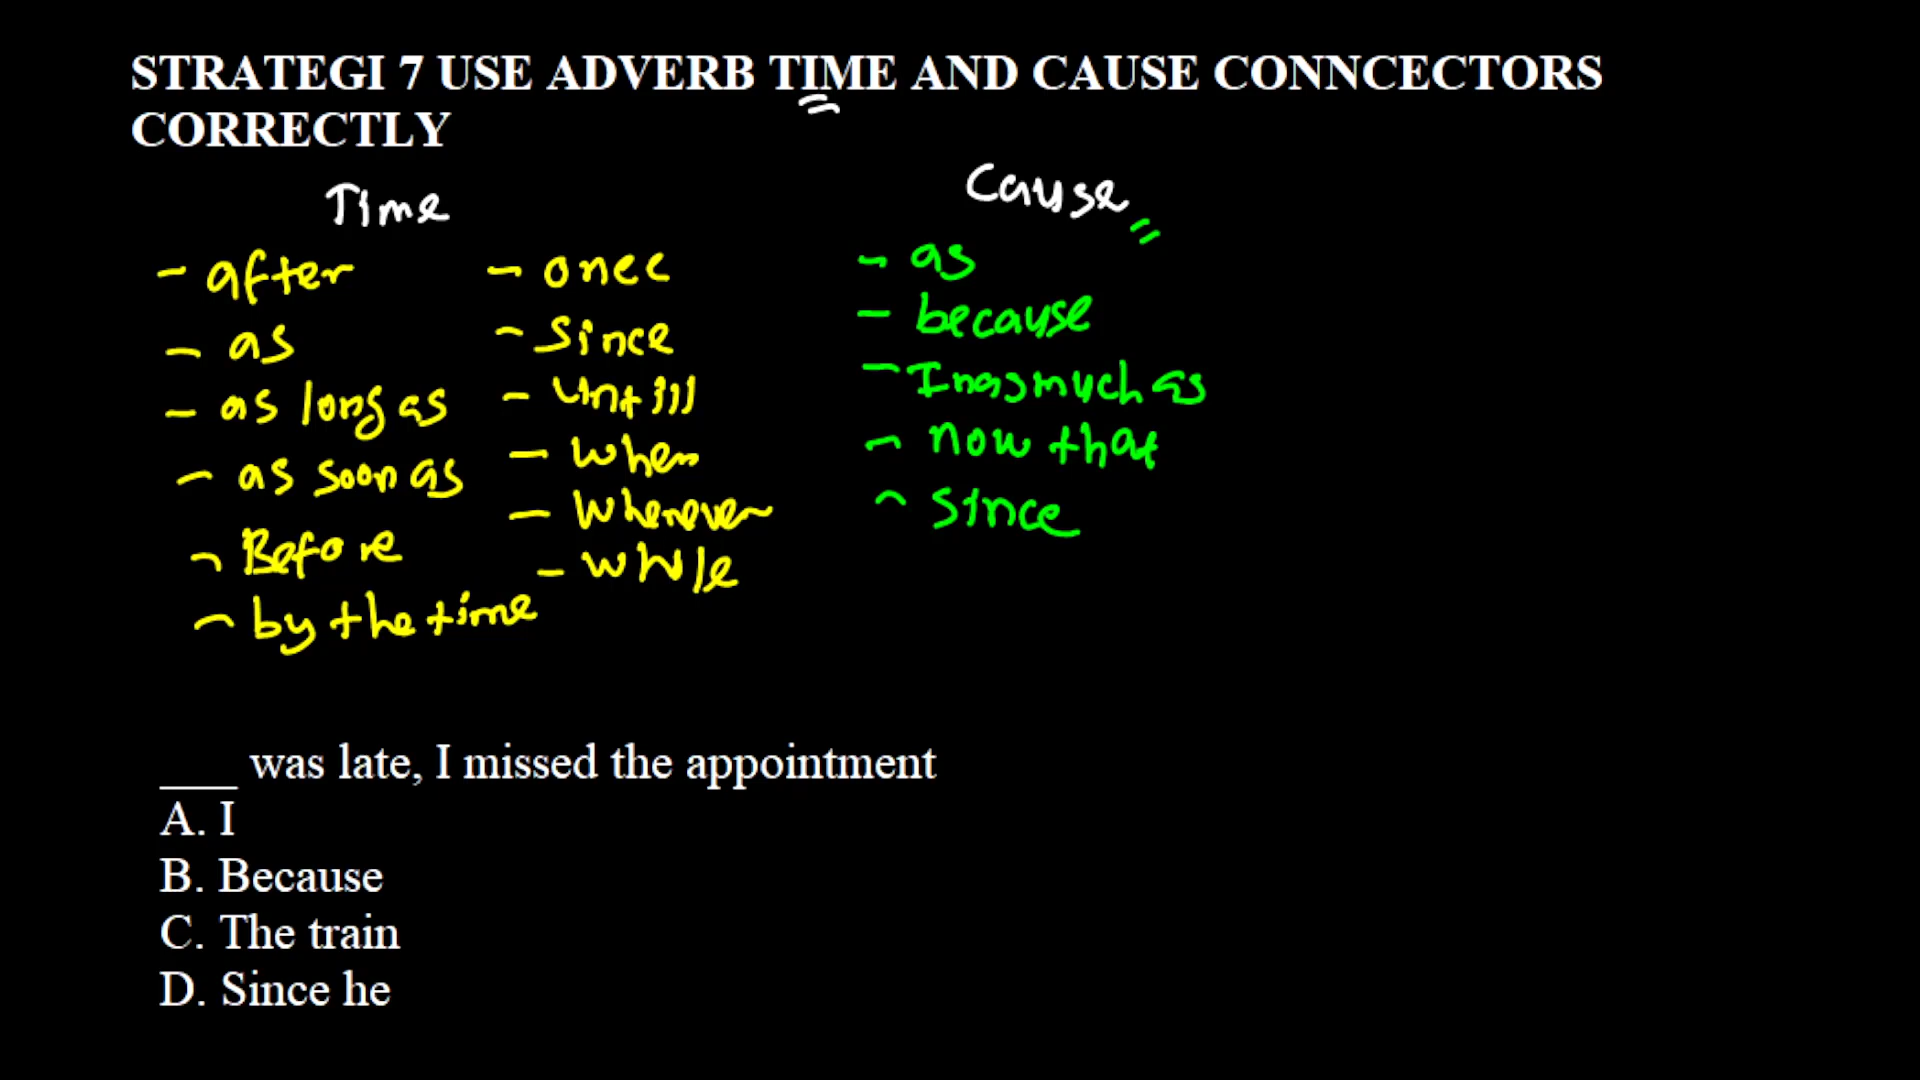 STRATEGI 7 USE ADVERB TIME AND CAUSE CONNCECTORS
CORRECTLY
Time
- after
- as
- as long as
- as soon as
- Before
- by the time
- once
- Since
- Untill
- When
- Whenever
- While
Cause
- as
- because
- Inasmuch as
- now that
- Since
___ was late, I missed the appointment
A. I
B. Because
C. The train
D. Since he